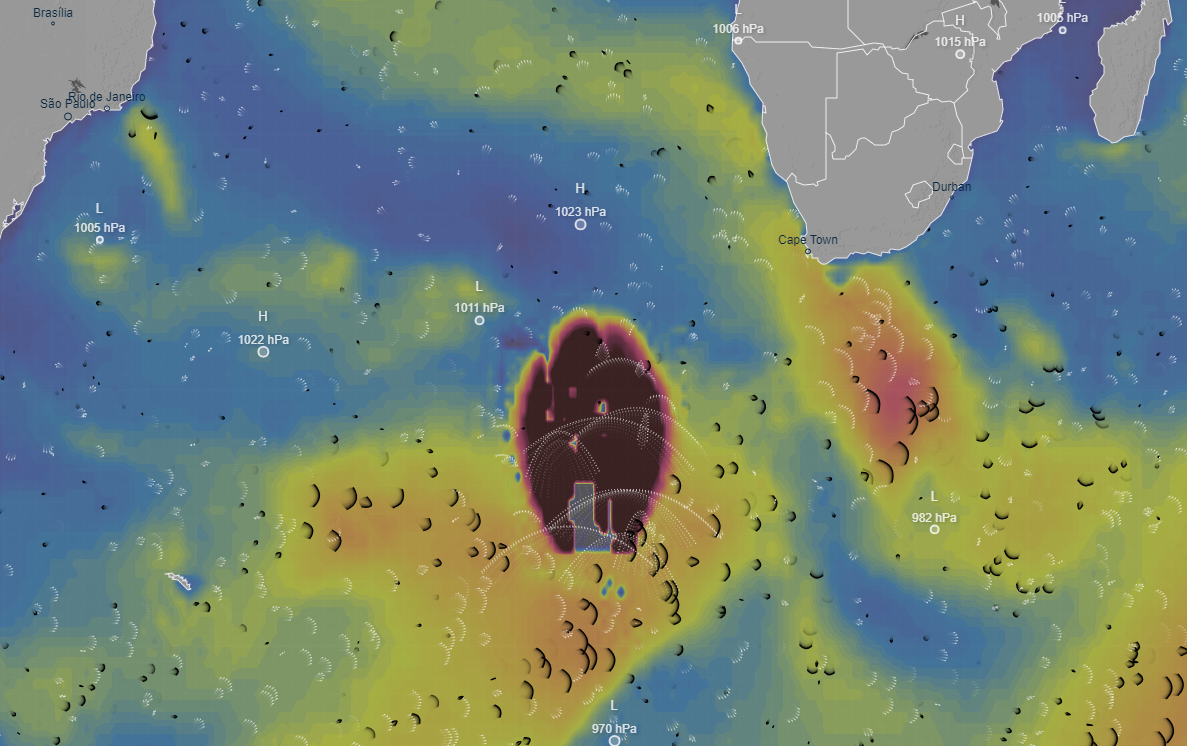 Brasília
L
1006 hPa
H
1015 hPa
L
1005 hPa
São Paulo
Rio de Janeiro
Durban
H
1023 hPa
L
1005 hPa
Cape Town
L
1011 hPa
H
1022 hPa
L
982 hPa
L
970 hPa